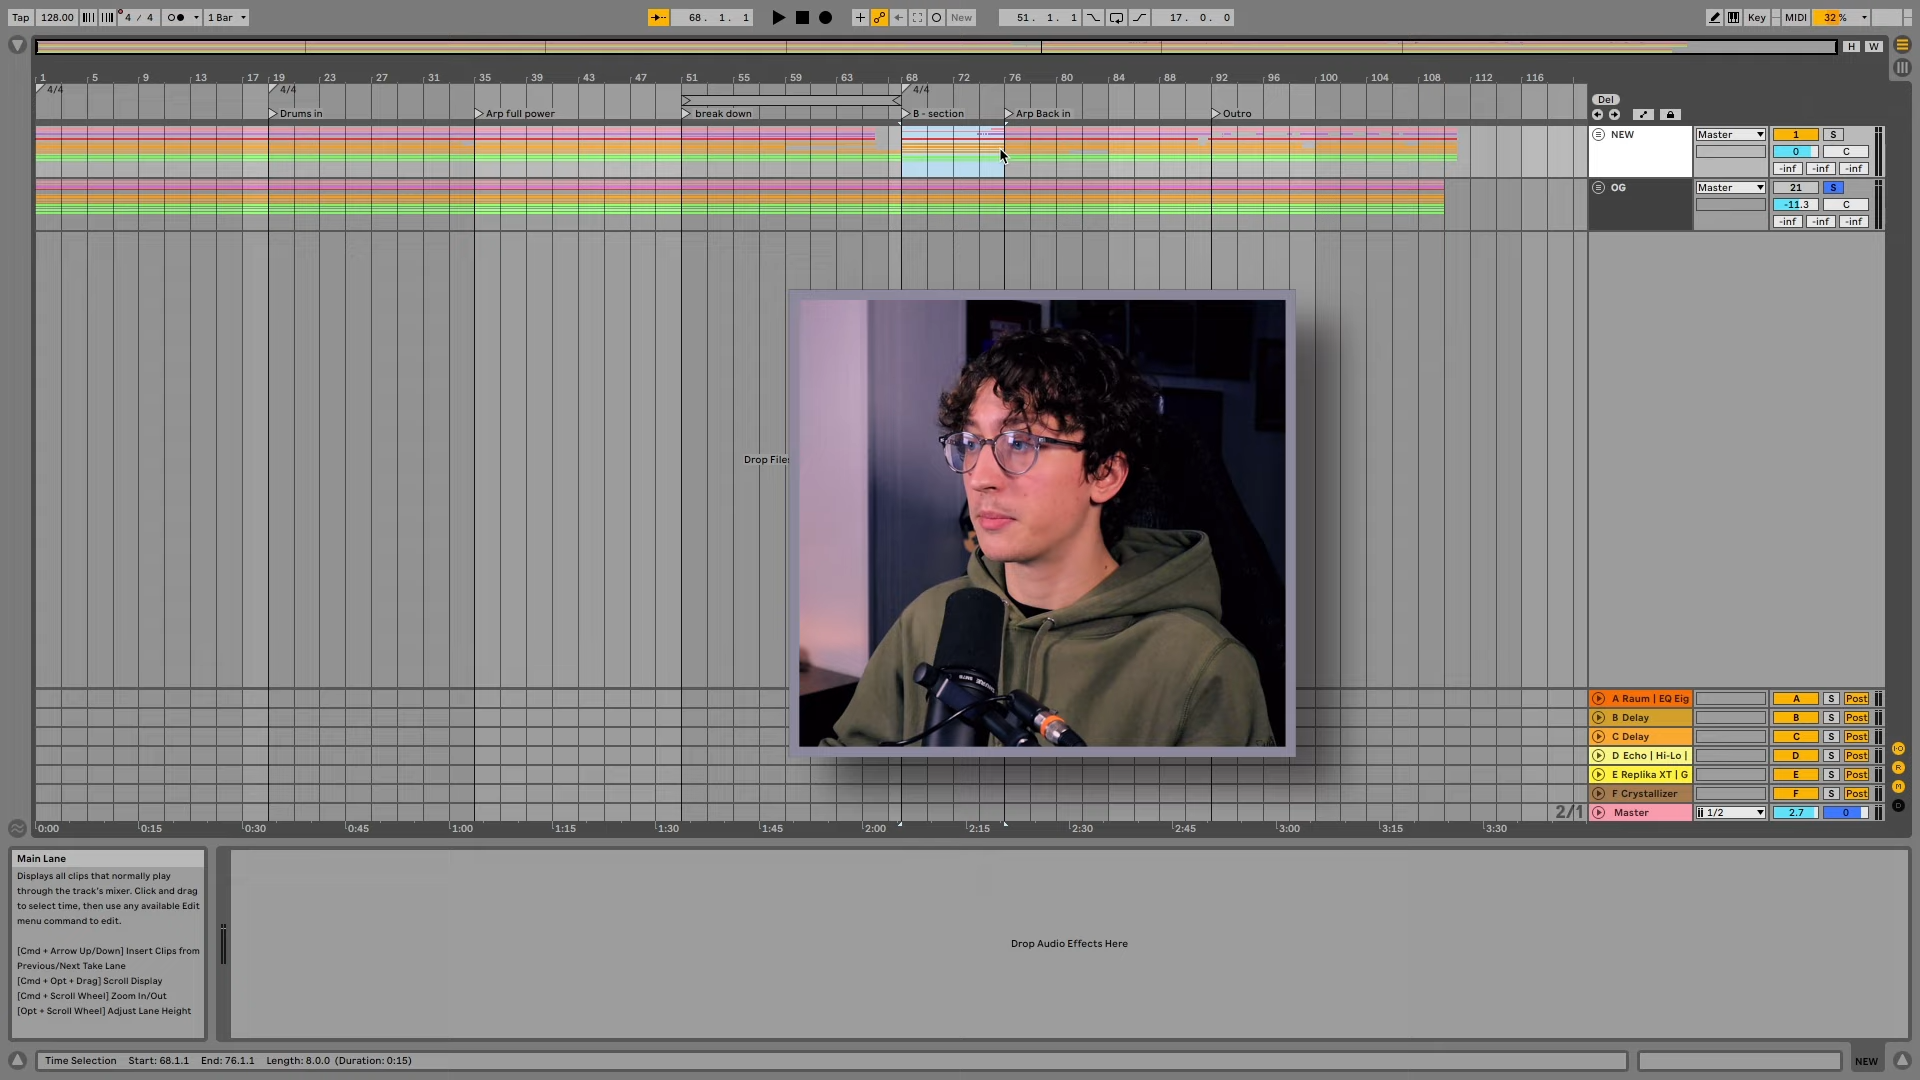 Tap 128.00 4 / 4 1 Bar 68. 1. 1 New 51. 1. 1 17. 0. 0 Key MIDI 32 %
H W
1 5 9 13 17 19 23 27 31 35 39 43 47 51 55 59 63 68 72 76 80 84 88 92 96 100 104 108 112 116
4/4 4/4 4/4
Del
Drums in Arp full power break down B - section Arp Back in Outro
NEW Master 1 S
0 C
-inf -inf -inf
OG Master 21 S
-11.3 C
-inf -inf -inf
Drop Files
A Raum | EQ Eig A S Post
B Delay B S Post
C Delay C S Post
D Echo | Hi-Lo | D S Post
E Replika XT | G E S Post
F Crystallizer F S Post
2/1 Master 1/2 2.7 0
0:00 0:15 0:30 0:45 1:00 1:15 1:30 1:45 2:00 2:15 2:30 2:45 3:00 3:15 3:30
Main Lane
Displays all clips that normally play
through the track's mixer. Click and drag
to select time, then use any available Edit
menu command to edit.
[Cmd + Arrow Up/Down] Insert Clips from
Previous/Next Take Lane
[Cmd + Opt + Drag] Scroll Display
[Cmd + Scroll Wheel] Zoom In/Out
[Opt + Scroll Wheel] Adjust Lane Height
Drop Audio Effects Here
Time Selection Start: 68.1.1 End: 76.1.1 Length: 8.0.0 (Duration: 0:15)
NEW